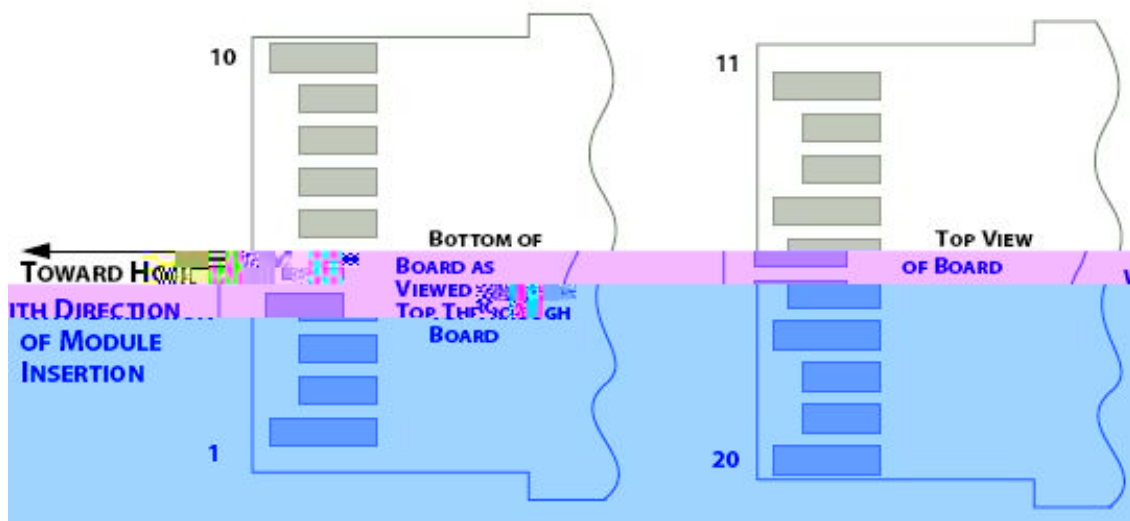 10
11
BOTTOM OF
BOARD AS
VIEWED
BOARD
TOP VIEW
OF BOARD
TOWARD
ITH DIRECTION
OF MODULE
INSERTION
1
20